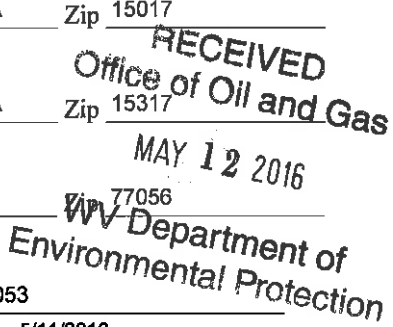 A Zip 15017
RECEIVED
Office of Oil and Gas
A Zip 15317
MAY 12 2016
Zip 77056
WV Department of
Environmental Protection
053
5/11/2016